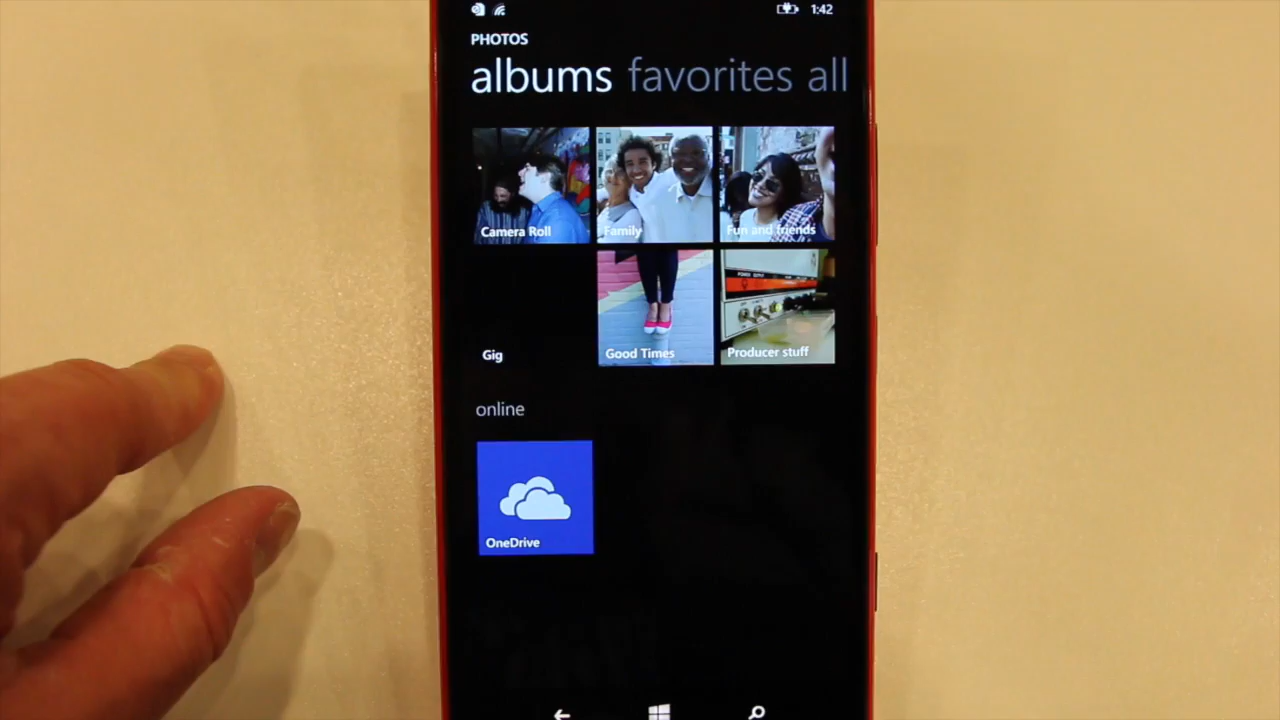 1:42
PHOTOS
albums favorites all
Camera Roll Family Fun and friends
Gig Good Times Producer stuff
online
OneDrive